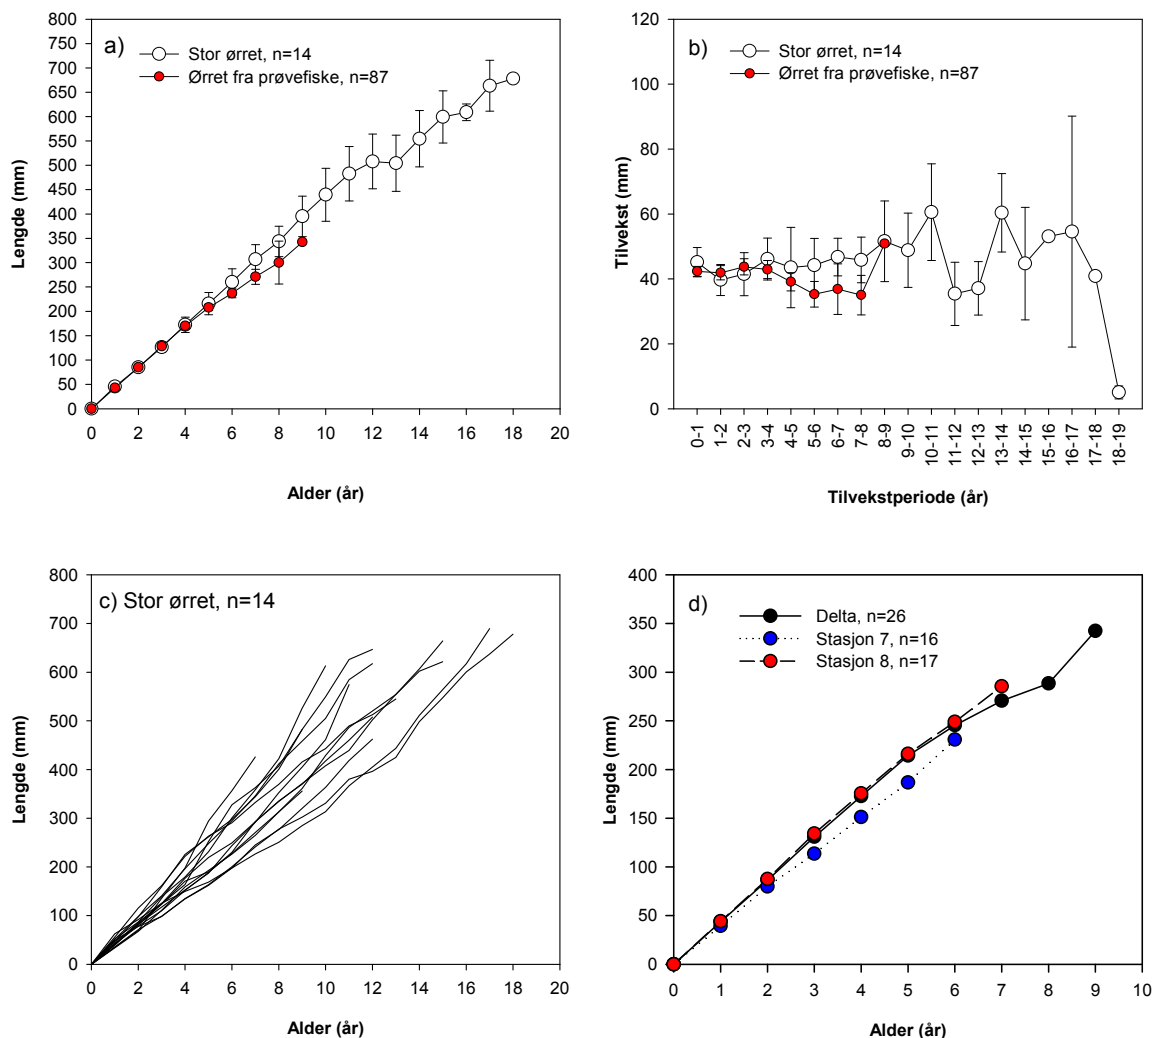 a)
Stor ørret, n=14
Ørret fra prøvefiske, n=87
Lengde (mm)
800
750
700
650
600
550
500
450
400
350
300
250
200
150
100
50
0
0 2 4 6 8 10 12 14 16 18 20
Alder (år)
b)
Stor ørret, n=14
Ørret fra prøvefiske, n=87
Tilvekst (mm)
120
100
80
60
40
20
0
0-1 1-2 2-3 3-4 4-5 5-6 6-7 7-8 8-9 9-10 10-11 11-12 12-13 13-14 14-15 15-16 16-17 17-18 18-19
Tilvekstperiode (år)
c) Stor ørret, n=14
Lengde (mm)
800
700
600
500
400
300
200
100
0
0 2 4 6 8 10 12 14 16 18 20
Alder (år)
d)
Delta, n=26
Stasjon 7, n=16
Stasjon 8, n=17
Lengde (mm)
400
350
300
250
200
150
100
50
0
0 1 2 3 4 5 6 7 8 9 10
Alder (år)